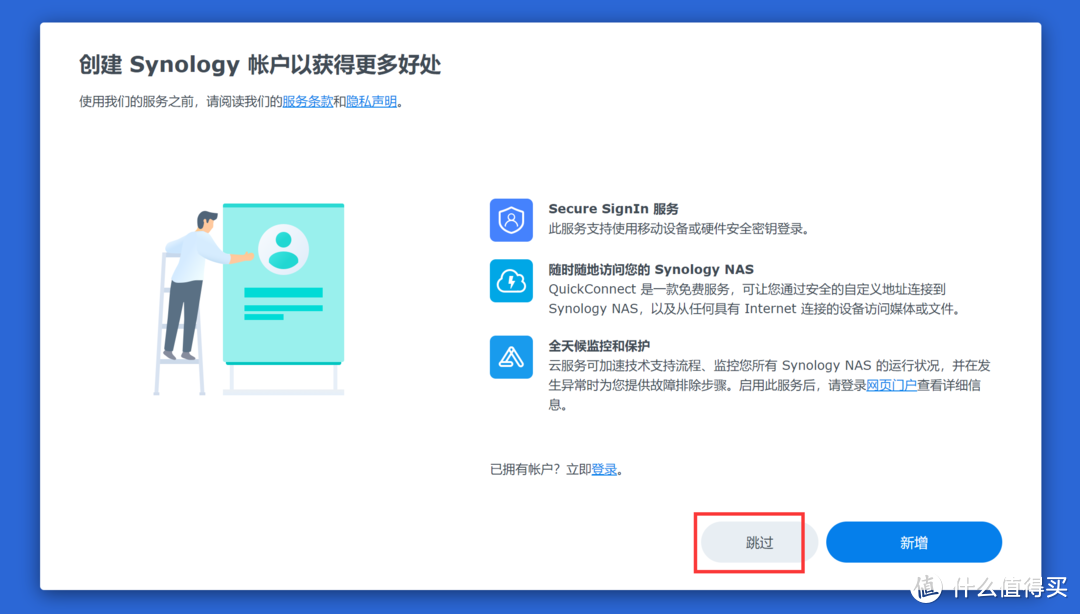 创建 Synology 帐户以获得更多好处
使用我们的服务之前，请阅读我们的服务条款和隐私声明。
Secure SignIn 服务
此服务支持使用移动设备或硬件安全密钥登录。
随时随地访问您的 Synology NAS
QuickConnect 是一款免费服务，可让您通过安全的自定义地址连接到
Synology NAS，以及从任何具有 Internet 连接的设备访问媒体或文件。
全天候监控和保护
云服务可加速技术支持流程、监控您所有 Synology NAS 的运行状况，并在发
生异常时为您提供故障排除步骤。启用此服务后，请登录网页门户查看详细信
息。
已拥有帐户？立即登录。
跳过
新增
值 什么值得买